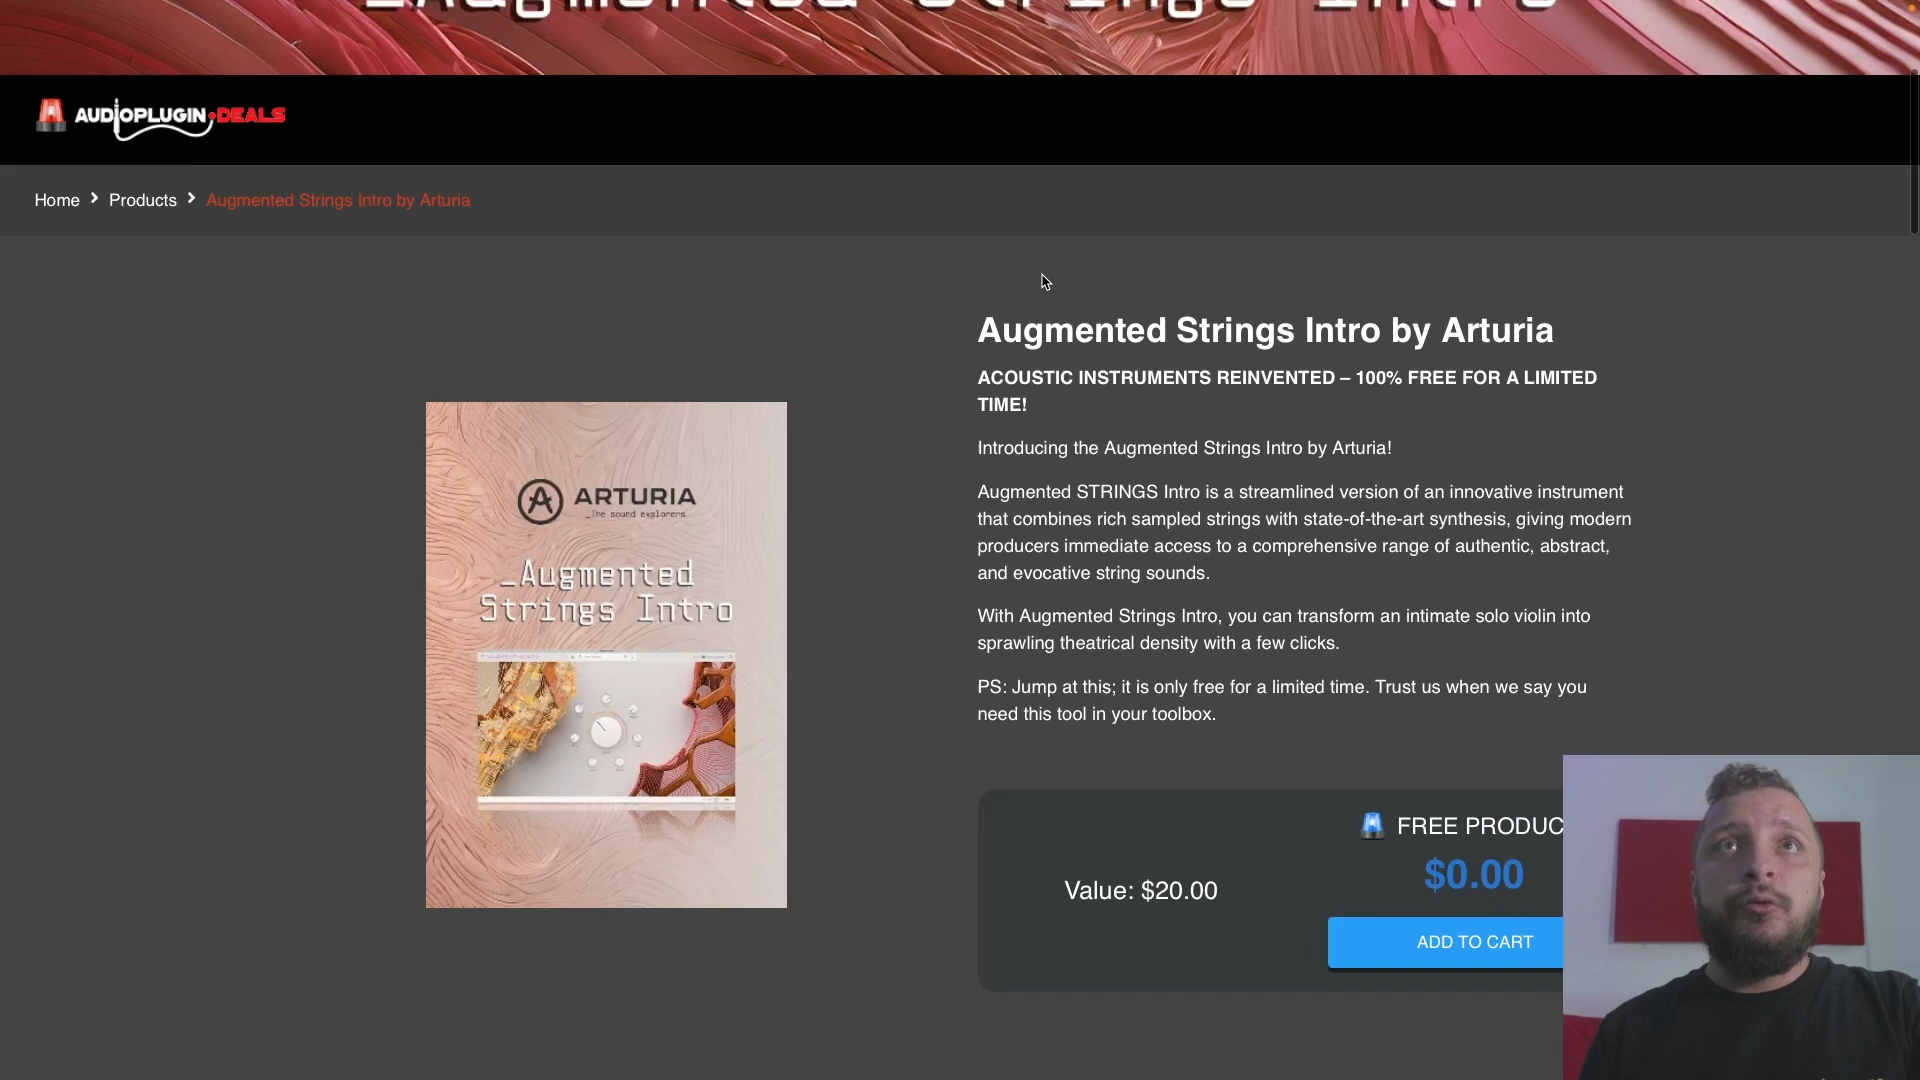 _Augmented Strings Intro
AUDIOPLUGIN.DEALS
Home
Products
Augmented Strings Intro by Arturia
Augmented Strings Intro by Arturia
ACOUSTIC INSTRUMENTS REINVENTED – 100% FREE FOR A LIMITED
TIME!
Introducing the Augmented Strings Intro by Arturia!
Augmented STRINGS Intro is a streamlined version of an innovative instrument
that combines rich sampled strings with state-of-the-art synthesis, giving modern
producers immediate access to a comprehensive range of authentic, abstract,
and evocative string sounds.
With Augmented Strings Intro, you can transform an intimate solo violin into
sprawling theatrical density with a few clicks.
PS: Jump at this; it is only free for a limited time. Trust us when we say you
need this tool in your toolbox.
ARTURIA
_The sound explorers
_Augmented
Strings Intro
FREE PRODUC
Value: $20.00
$0.00
ADD TO CART